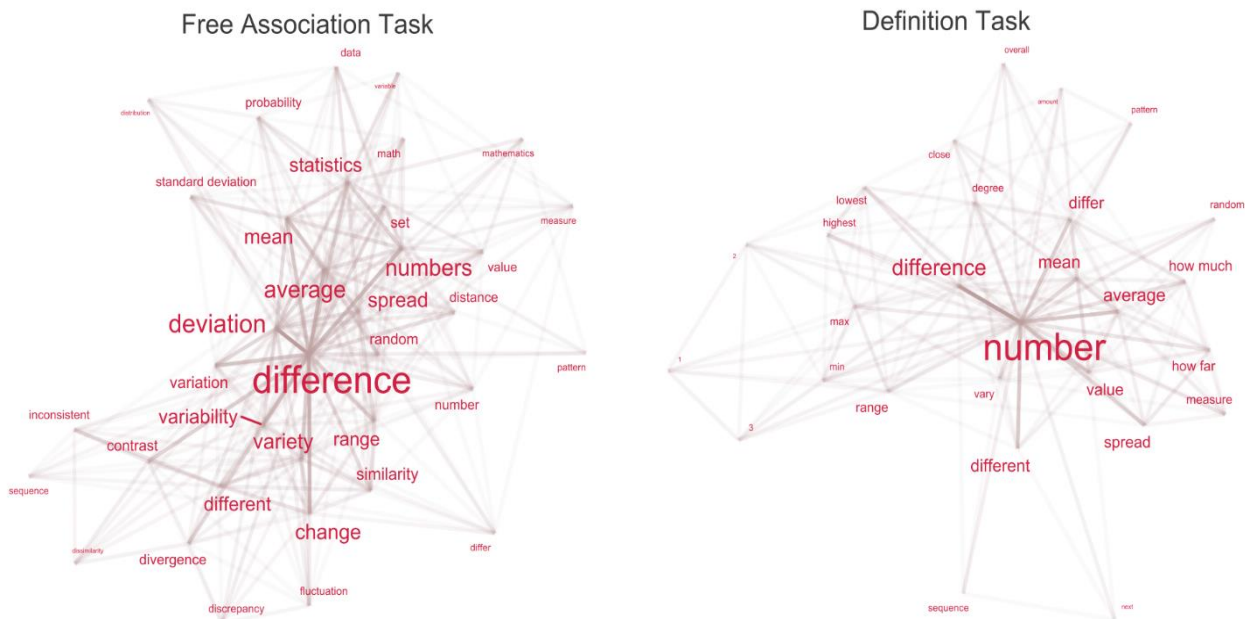 Free Association Task
data
variable
probability
distribution
math
mathematics
statistics
standard deviation
measure
set
mean
numbers
value
average
spread
distance
deviation
random
pattern
difference
variation
number
inconsistent
variability
contrast
variety
range
similarity
sequence
different
change
dissimilarity
divergence
differ
fluctuation
discrepancy
Definition Task
overall
amount
pattern
close
degree
lowest
differ
random
highest
2
mean
how much
difference
average
max
number
1
min
how far
vary
value
range
measure
3
spread
different
sequence
next